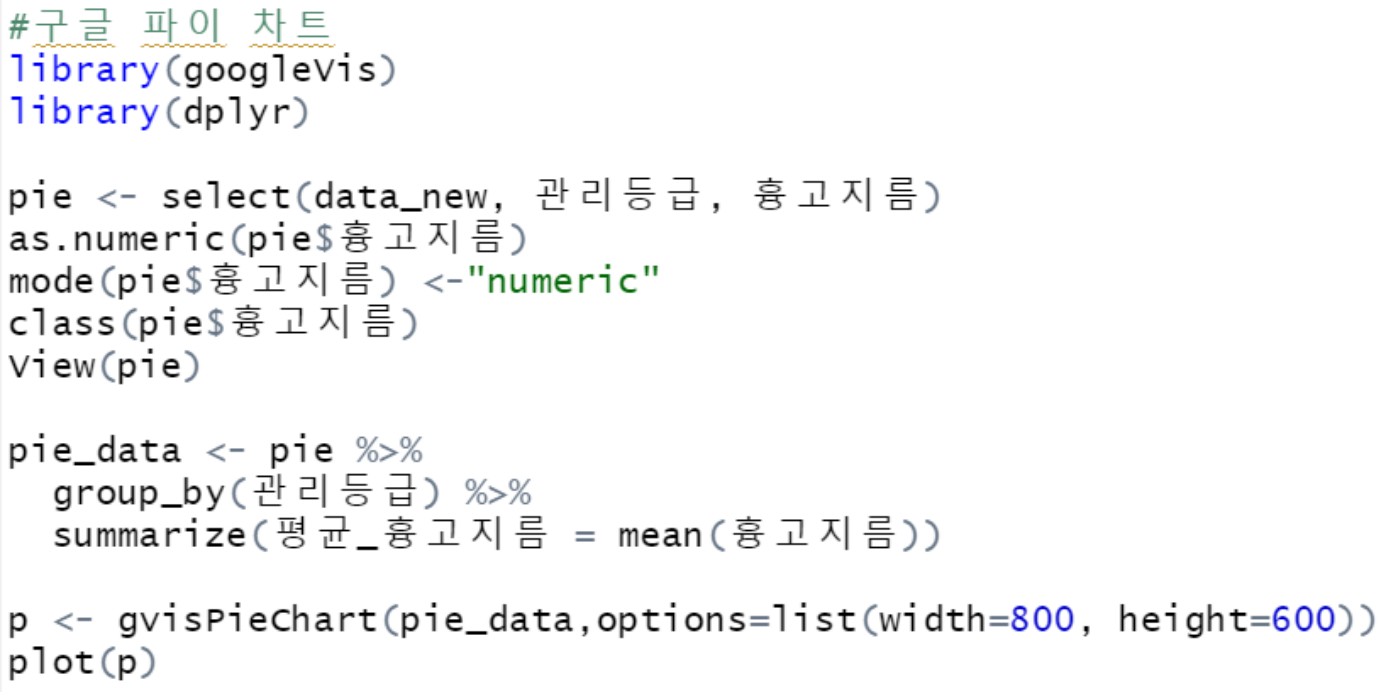 #구글 파이 차트
library(googleVis)
library(dplyr)
pie <- select(data_new, 관리등급, 흉고지름)
as.numeric(pie$흉고지름)
mode(pie$흉고지름) <-"numeric"
class(pie$흉고지름)
View(pie)
pie_data <- pie %>%
group_by(관리등급) %>%
summarize(평균_흉고지름 = mean(흉고지름))
p <- gvisPieChart(pie_data,options=list(width=800, height=600))
plot(p)